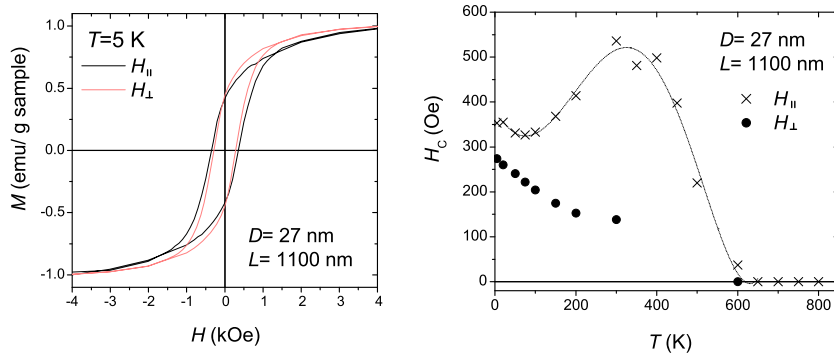 T=5 K
H∥
H⊥
D= 27 nm
L= 1100 nm
M (emu/ g sample)
1.0
0.5
0.0
-0.5
-1.0
-4 -3 -2 -1 0 1 2 3 4
H (kOe)
D= 27 nm
L= 1100 nm
H∥
H⊥
H_C (Oe)
600
500
400
300
200
100
0
0 200 400 600 800
T (K)